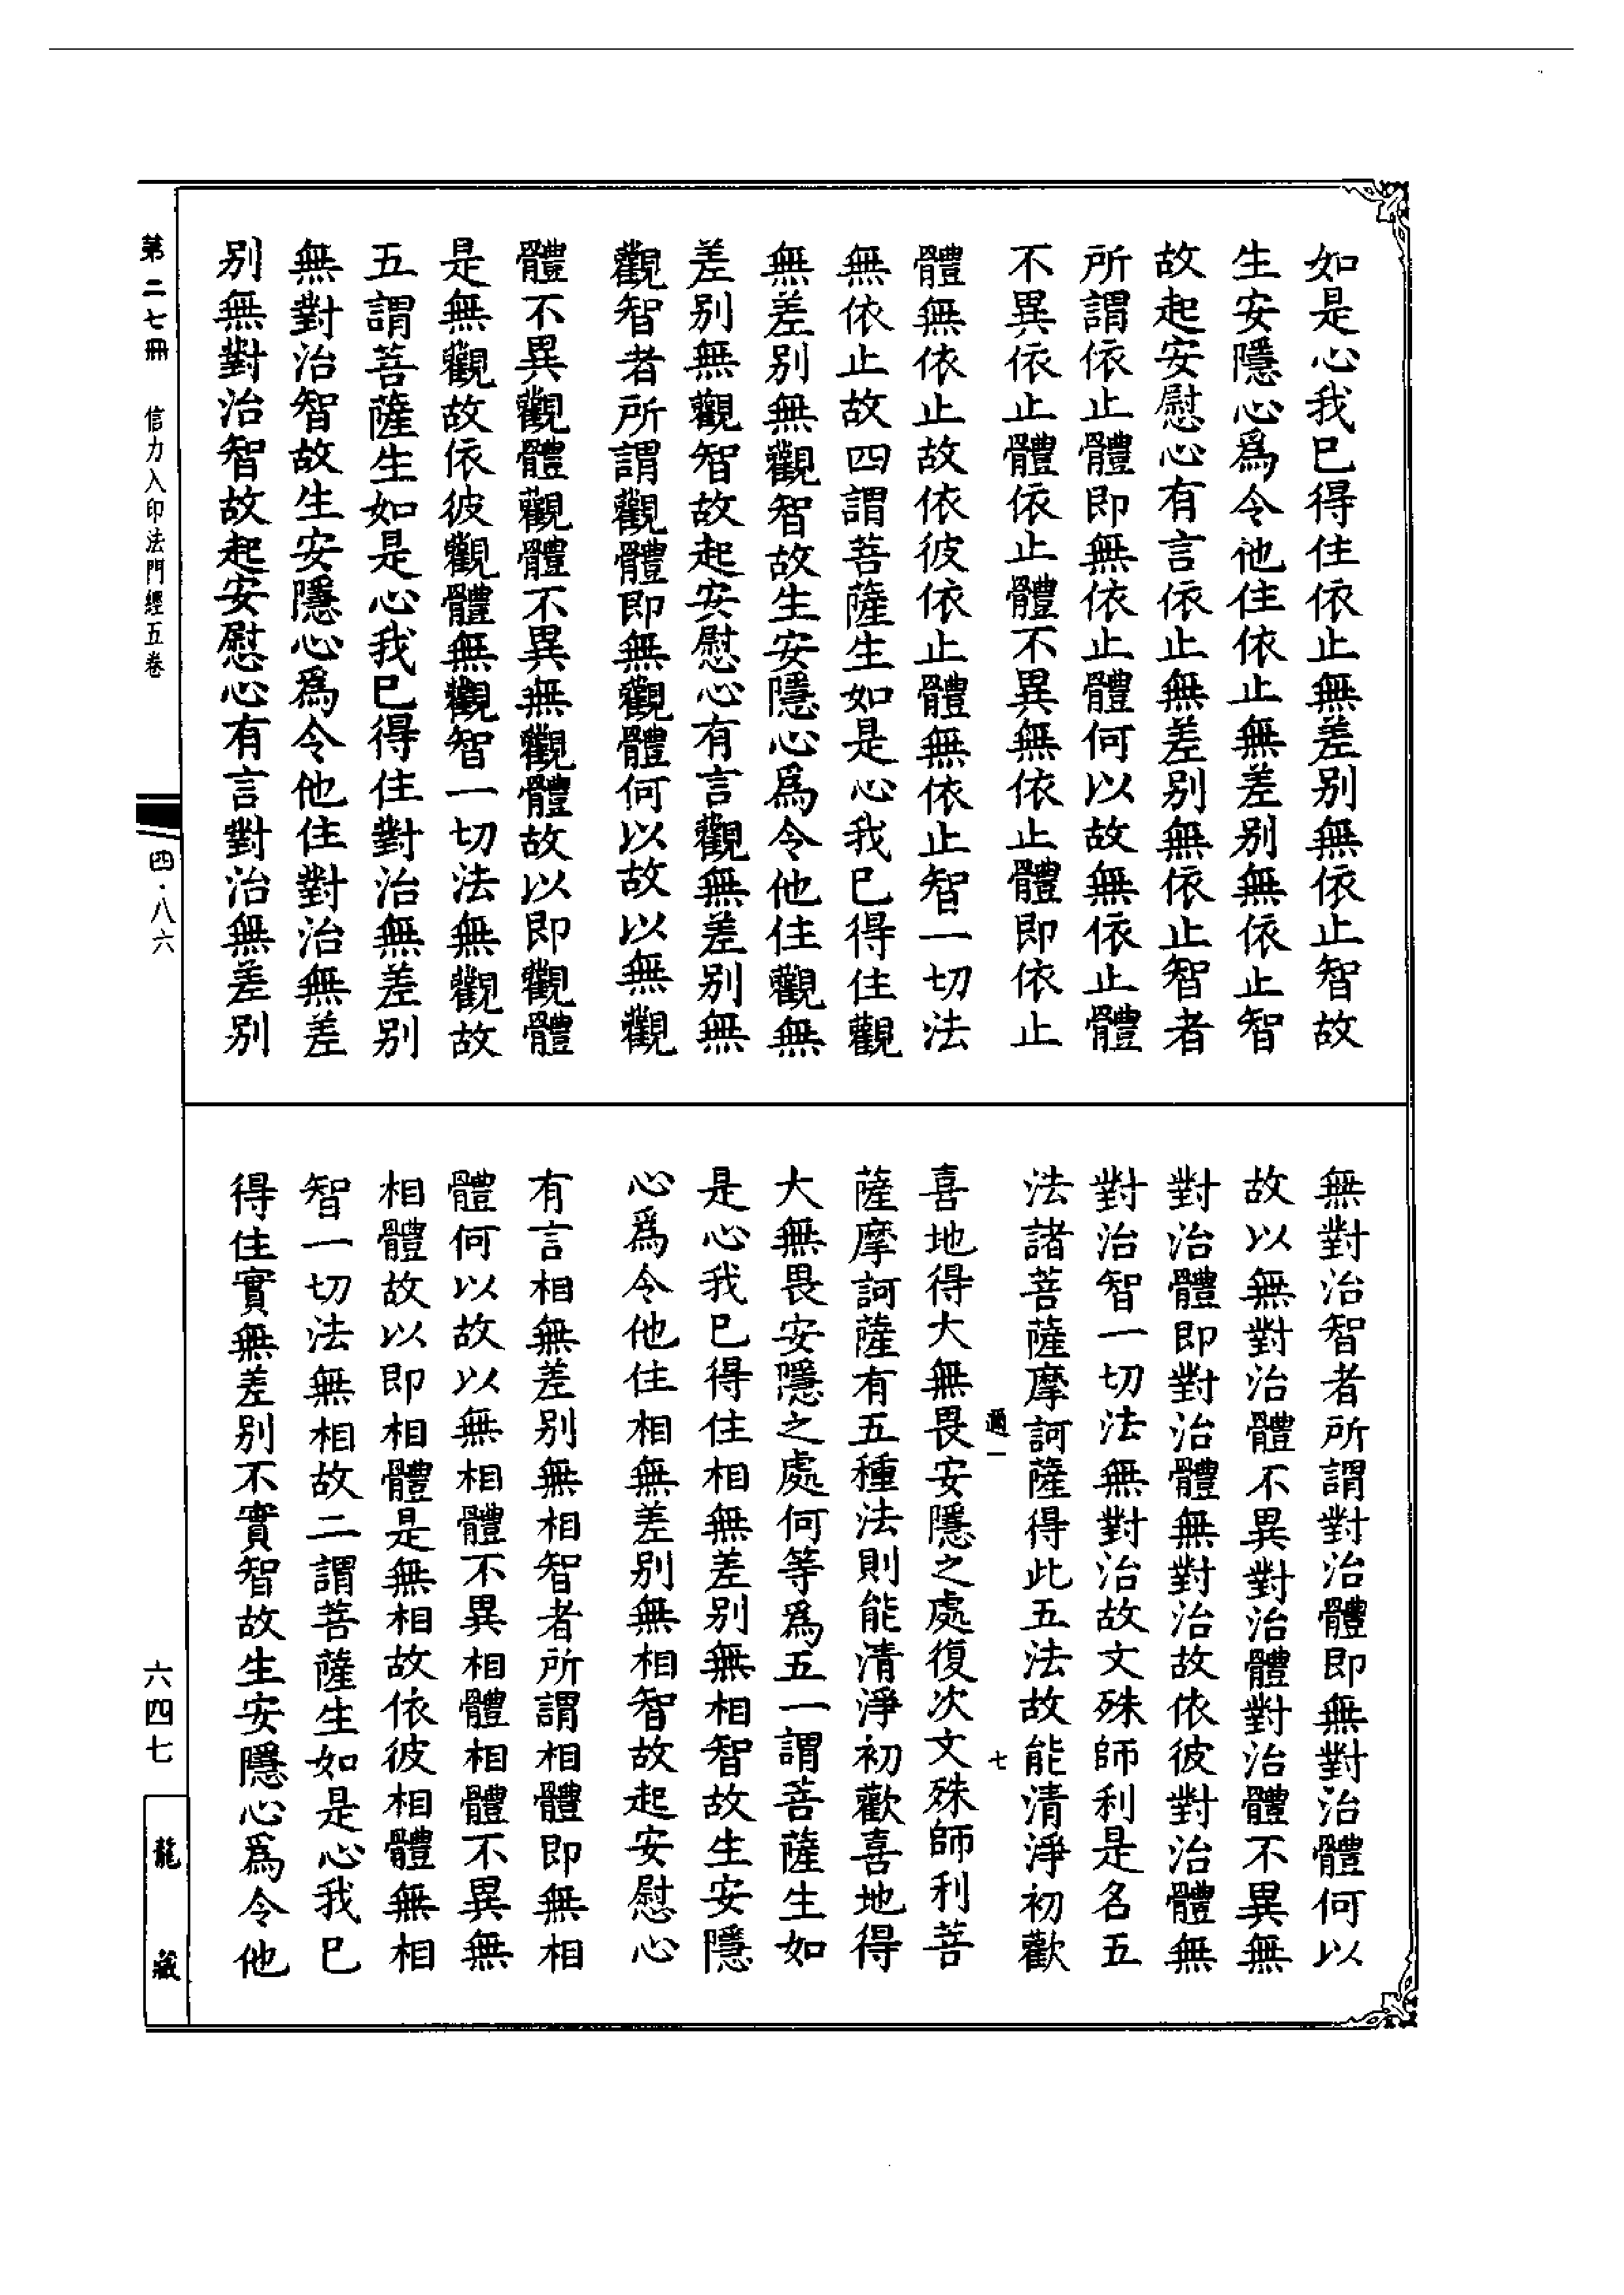 如是心我已得住依止無差别無依止智故
生安隱心爲令他住依止無差别無依止智
故起安慰心有言依止無差别無依止智者
所謂依止體即無依止體何以故無依止體
不異依止體依止體不異無依止體即依止
體無依止故依彼依止體無依止智一切法
無依止故四謂菩薩生如是心我已得住觀
無差别無觀智故生安隱心爲令他住觀無
差别無觀智故起安慰心有言觀無差别無
觀智者所謂觀體即無觀體何以故以無觀
體不異觀體觀體不異無觀體故以即觀體
是無觀故依彼觀體無觀智一切法無觀故
五謂菩薩生如是心我已得住對治無差别
無對治智故生安隱心爲令他住對治無差
别無對治智故起安慰心有言對治無差别
無對治智者所謂對治體即無對治體何以
故以無對治體不異對治體對治體不異無
對治體即對治體無對治故依彼對治體無
對治智一切法無對治故文殊師利是名五
法諸菩薩摩訶薩得此五法故能清淨初歡
適一
七
喜地得大無畏安隱之處復次文殊師利菩
薩摩訶薩有五種法則能清淨初歡喜地得
大無畏安隱之處何等爲五一謂菩薩生如
是心我已得住相無差别無相智故生安隱
心爲令他住相無差别無相智故起安慰心
有言相無差别無相智者所謂相體即無相
體何以故以無相體不異相體相體不異無
相體故以即相體是無相故依彼相體無相
智一切法無相故二謂菩薩生如是心我已
得住實無差别不實智故生安隱心爲令他
第二七冊 信力入印法門經五卷
四·八六
六四七
龍藏